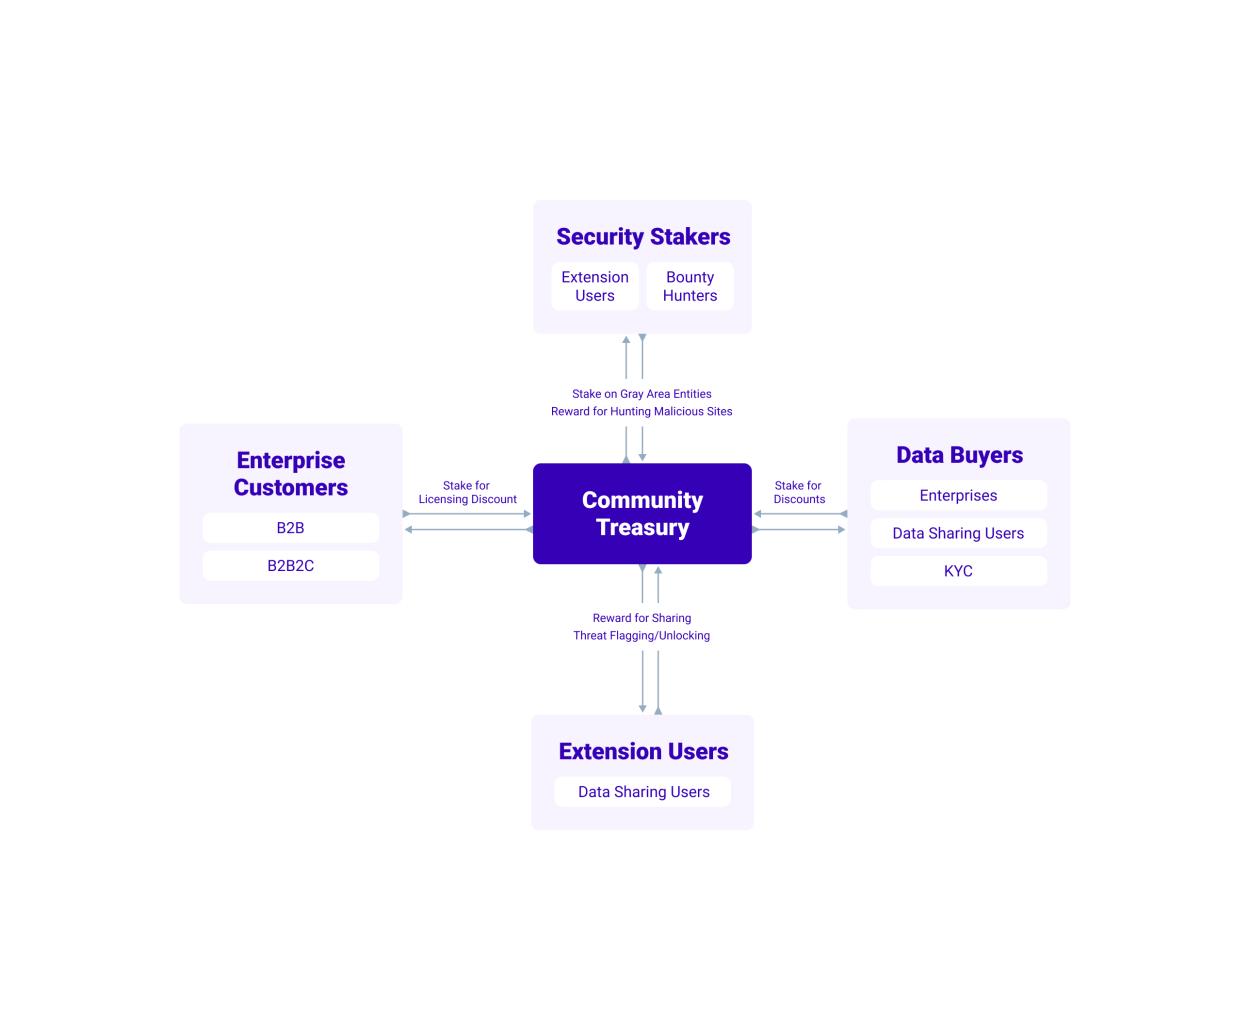 Security Stakers
Extension
Users
Bounty
Hunters
Stake on Gray Area Entities
Reward for Hunting Malicious Sites
Enterprise
Customers
B2B
B2B2C
Stake for
Licensing Discount
Community
Treasury
Stake for
Discounts
Data Buyers
Enterprises
Data Sharing Users
KYC
Reward for Sharing
Threat Flagging/Unlocking
Extension Users
Data Sharing Users